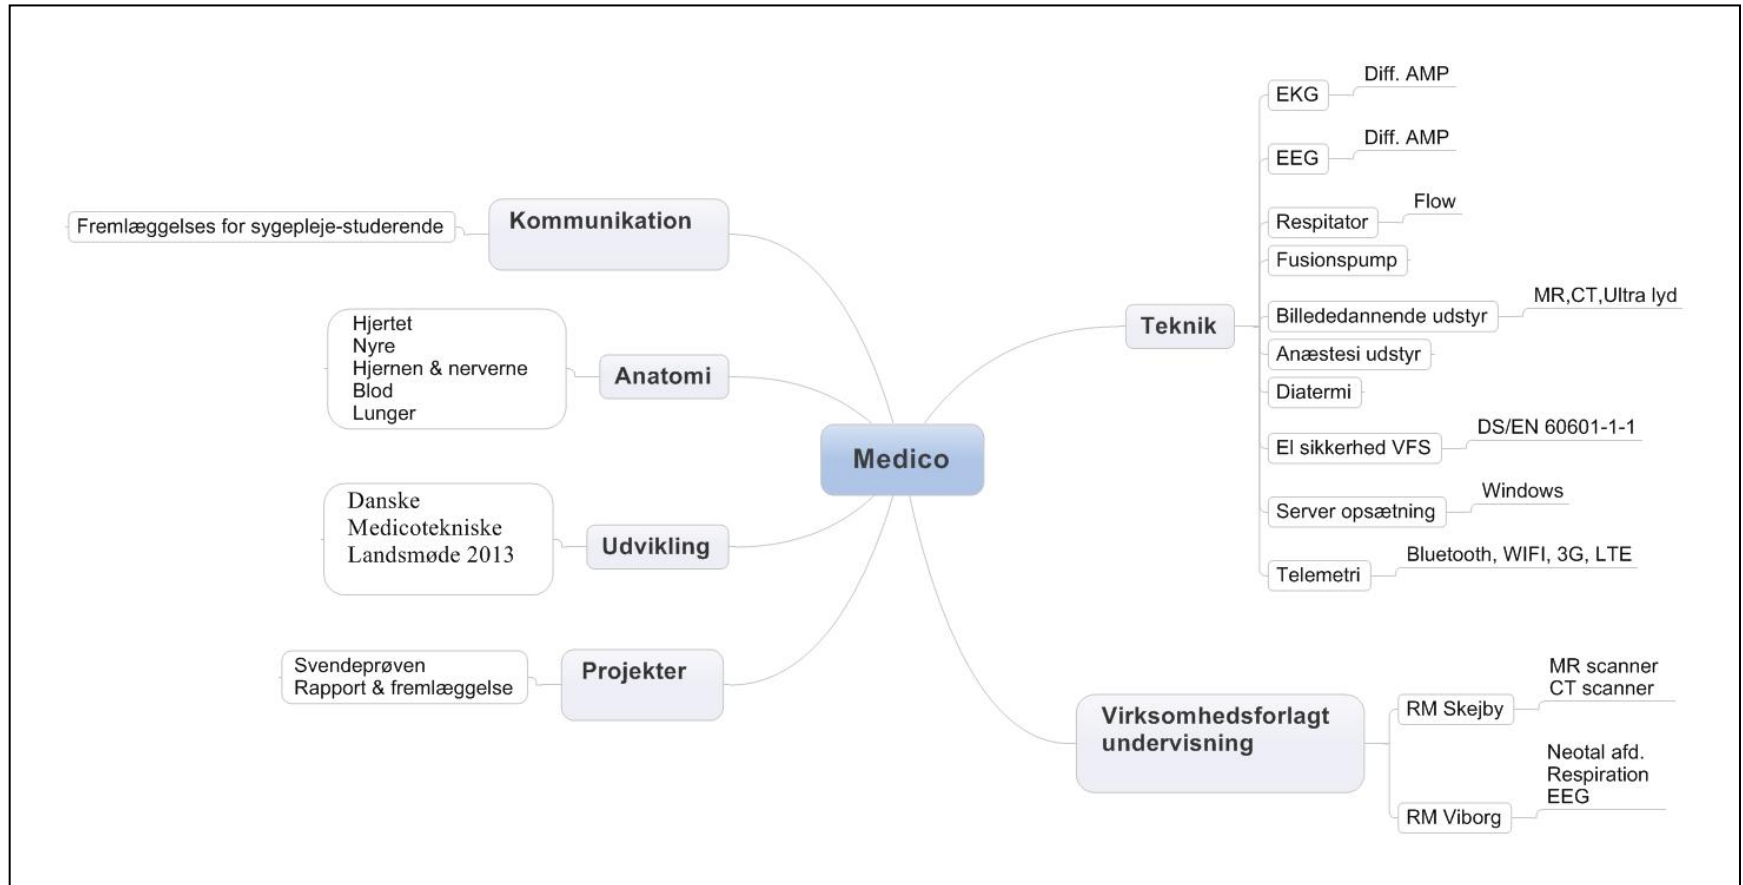 Medico
Kommunikation
Fremlæggelses for sygepleje-studerende
Anatomi
Hjertet
Nyre
Hjernen & nerverne
Blod
Lunger
Udvikling
Danske
Medicotekniske
Landsmøde 2013
Projekter
Svendeprøven
Rapport & fremlæggelse
Teknik
EKG
Diff. AMP
EEG
Diff. AMP
Respitator
Flow
Fusionspump
Billededannende udstyr
MR,CT,Ultra lyd
Anæstesi udstyr
Diatermi
El sikkerhed VFS
DS/EN 60601-1-1
Server opsætning
Windows
Telemetri
Bluetooth, WIFI, 3G, LTE
Virksomhedsforlagt
undervisning
RM Skejby
MR scanner
CT scanner
RM Viborg
Neotal afd.
Respiration
EEG